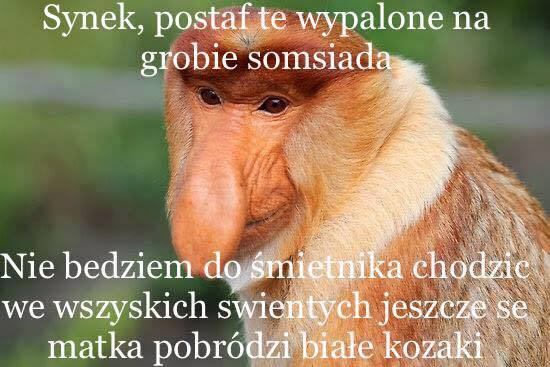 Synek, postaf te wypalone na
grobie somsiada
Nie bedziem do śmietnika chodzic
we wszyskich swientych jeszcze se
matka pobródzi białe kozaki